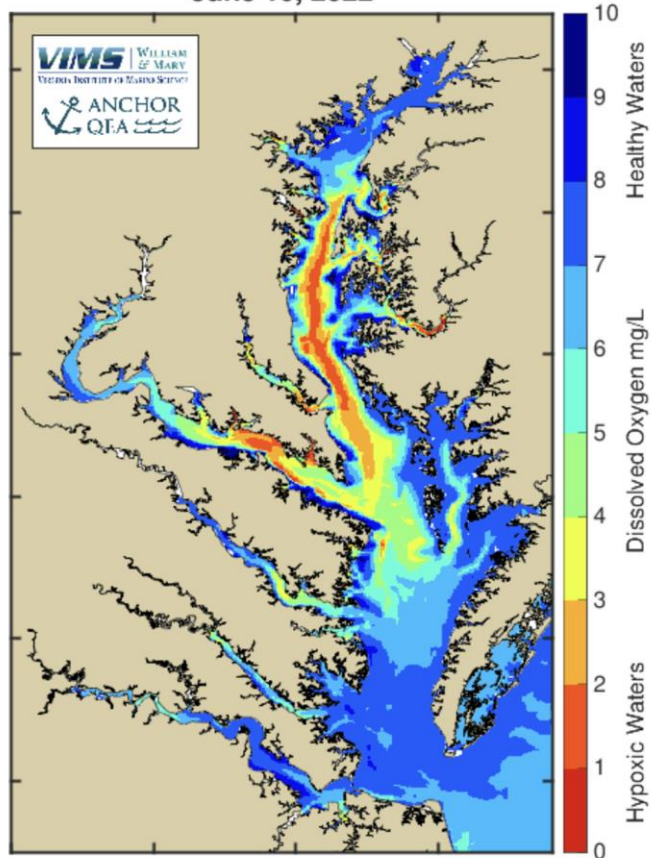 VIMS
WILLIAM
& MARY
VIRGINIA INSTITUTE OF MARINE SCIENCE
ANCHOR
QEA
10
9
8
7
6
5
4
3
2
1
0
Healthy Waters
Dissolved Oxygen mg/L
Hypoxic Waters